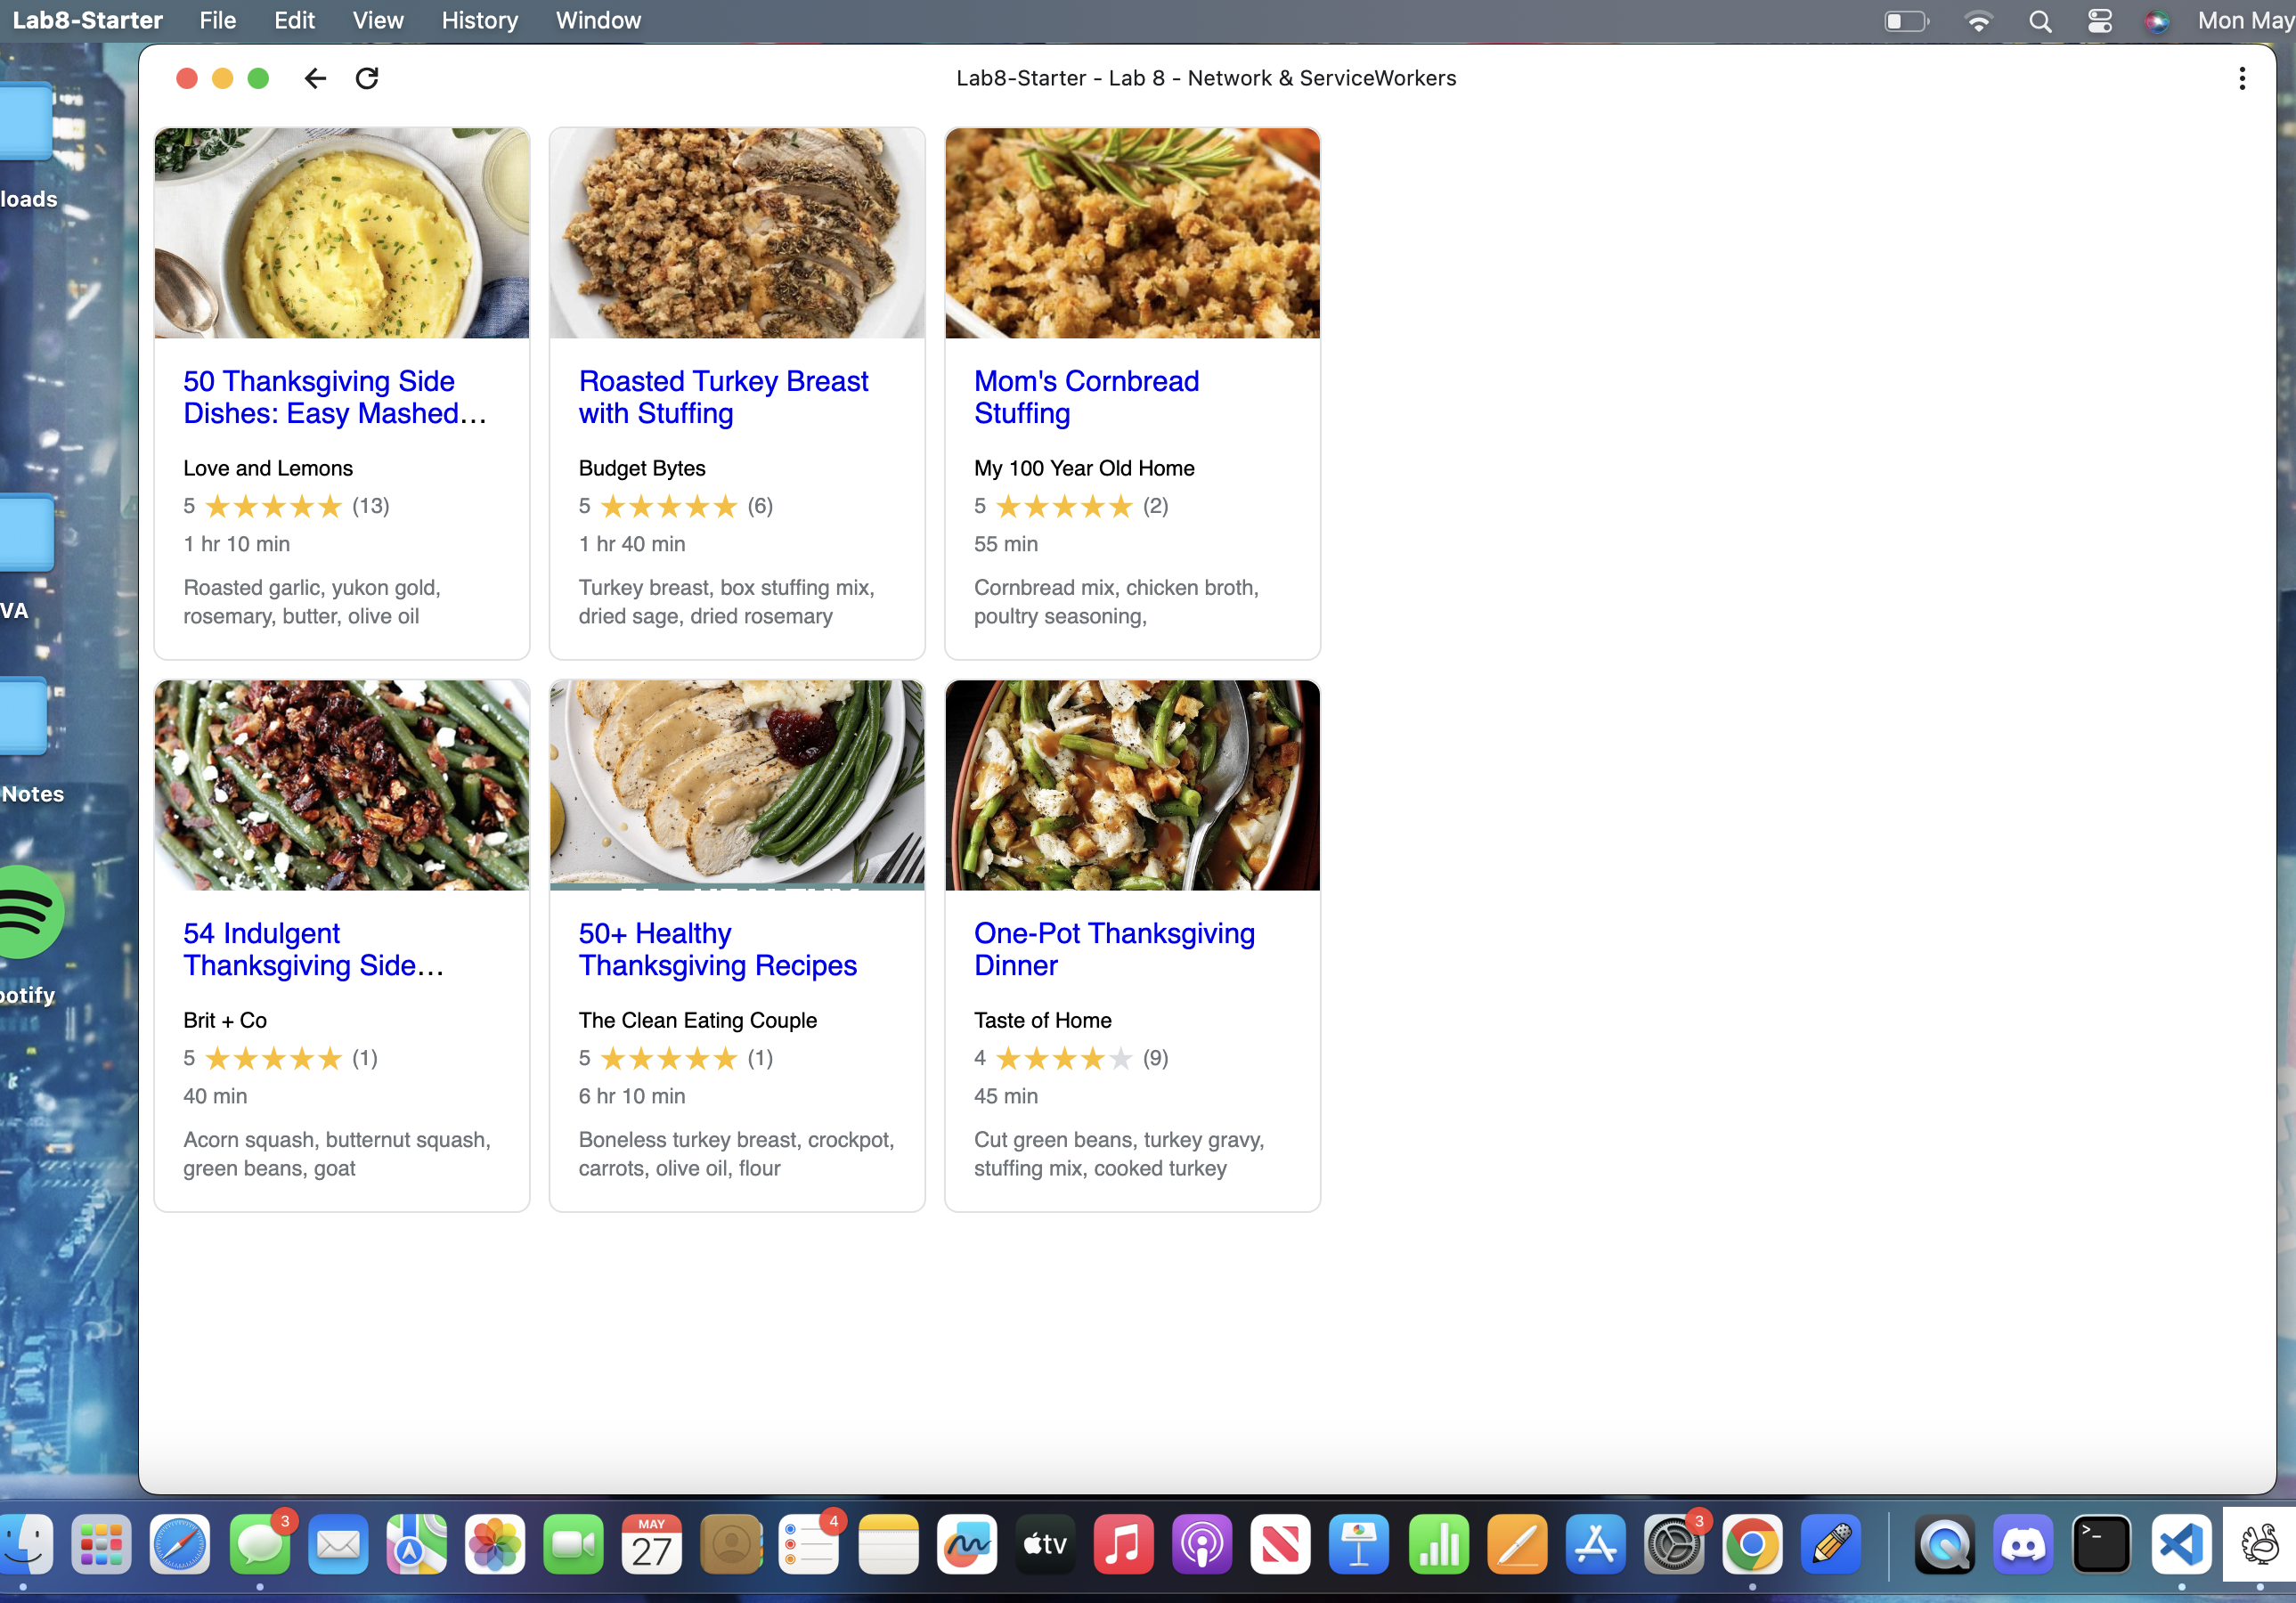 Lab8-Starter File Edit View History Window Mon May
Lab8-Starter - Lab 8 - Network & ServiceWorkers
loads
VA
Notes
potify
50 Thanksgiving Side
Dishes: Easy Mashed...
Love and Lemons
5 ★★★★★ (13)
1 hr 10 min
Roasted garlic, yukon gold,
rosemary, butter, olive oil
Roasted Turkey Breast
with Stuffing
Budget Bytes
5 ★★★★★ (6)
1 hr 40 min
Turkey breast, box stuffing mix,
dried sage, dried rosemary
Mom's Cornbread
Stuffing
My 100 Year Old Home
5 ★★★★★ (2)
55 min
Cornbread mix, chicken broth,
poultry seasoning,
54 Indulgent
Thanksgiving Side...
Brit + Co
5 ★★★★★ (1)
40 min
Acorn squash, butternut squash,
green beans, goat
50+ Healthy
Thanksgiving Recipes
The Clean Eating Couple
5 ★★★★★ (1)
6 hr 10 min
Boneless turkey breast, crockpot,
carrots, olive oil, flour
One-Pot Thanksgiving
Dinner
Taste of Home
4 ★★★★★ (9)
45 min
Cut green beans, turkey gravy,
stuffing mix, cooked turkey
3
MAY
27
4
tv
3
>_